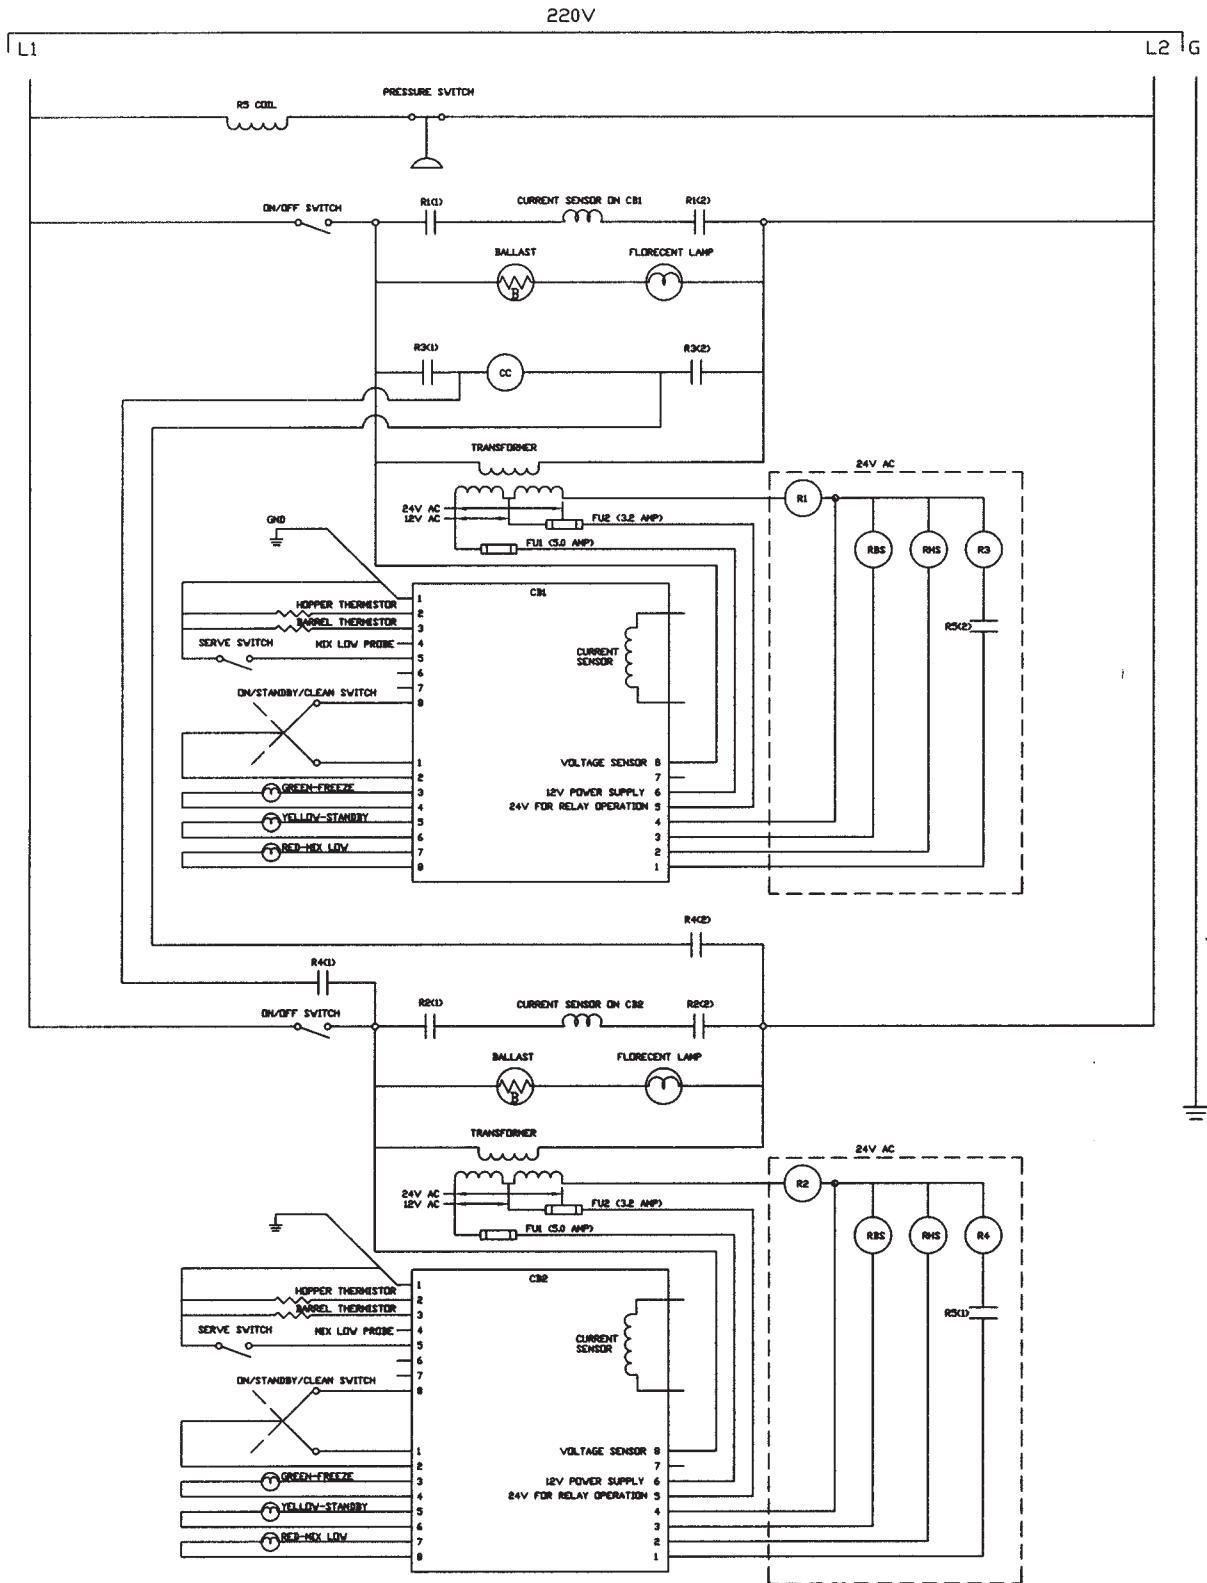 220V
L1
L2
G
R5 COIL
PRESSURE SWITCH
ON/OFF SWITCH
R1(1)
CURRENT SENSOR ON CB1
R1(2)
BALLAST
B
FLORECENT LAMP
R3(1)
CC
R3(2)
TRANSFORMER
24V AC
R1
24V AC
12V AC
FU2 (3.2 AMP)
FU1 (5.0 AMP)
GND
RBS
RHS
R3
CB1
1
HOPPER THERMISTOR
2
BARREL THERMISTOR
3
SERVE SWITCH
MIX LOW PROBE
4
5
6
7
CURRENT
SENSOR
R5(2)
ON/STANDBY/CLEAN SWITCH
8
1
VOLTAGE SENSOR 8
2
7
GREEN-FREEZE
3
12V POWER SUPPLY 6
4
24V FOR RELAY OPERATION 5
YELLOW-STANDBY
5
4
6
3
RED-MIX LOW
7
2
8
1
R4(2)
R4(1)
ON/OFF SWITCH
R2(1)
CURRENT SENSOR ON CB2
R2(2)
BALLAST
B
FLORECENT LAMP
TRANSFORMER
24V AC
R2
24V AC
12V AC
FU2 (3.2 AMP)
FU1 (5.0 AMP)
RBS
RHS
R4
CB2
1
HOPPER THERMISTOR
2
BARREL THERMISTOR
3
SERVE SWITCH
MIX LOW PROBE
4
5
6
7
CURRENT
SENSOR
R5(1)
ON/STANDBY/CLEAN SWITCH
8
1
VOLTAGE SENSOR 8
2
7
GREEN-FREEZE
3
12V POWER SUPPLY 6
4
24V FOR RELAY OPERATION 5
YELLOW-STANDBY
5
4
6
3
RED-MIX LOW
7
2
8
1